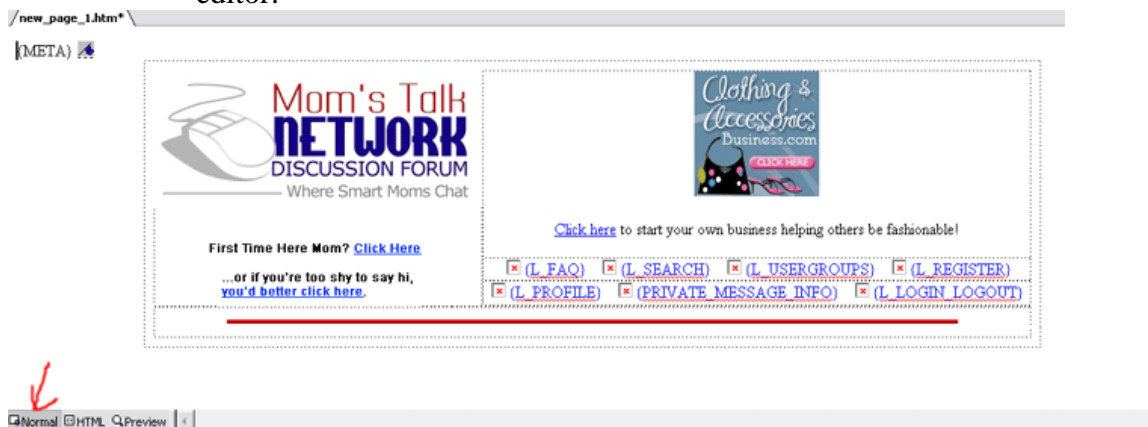 editor.
/new_page_1.htm*\
{META}
Mom's Talk
NETWORK
DISCUSSION FORUM
Where Smart Moms Chat
First Time Here Mom? Click Here
...or if you're too shy to say hi,
you'd better click here.
Clothing &
Accessories
Business.com
CLICK HERE
Click here to start your own business helping others be fashionable!
{L_FAQ} {L_SEARCH} {L_USERGROUPS} {L_REGISTER}
{L_PROFILE} {PRIVATE_MESSAGE_INFO} {L_LOGIN_LOGOUT}
Normal HTML Preview